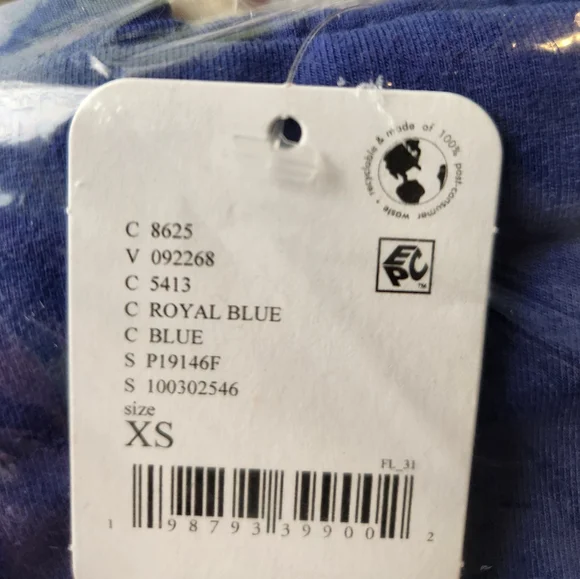 recyclable & made of 100% post-consumer waste •
EPC™
C 8625
V 092268
C 5413
C ROYAL BLUE
C BLUE
S P19146F
S 100302546
size
XS
FL_31
1 98793 39900 2